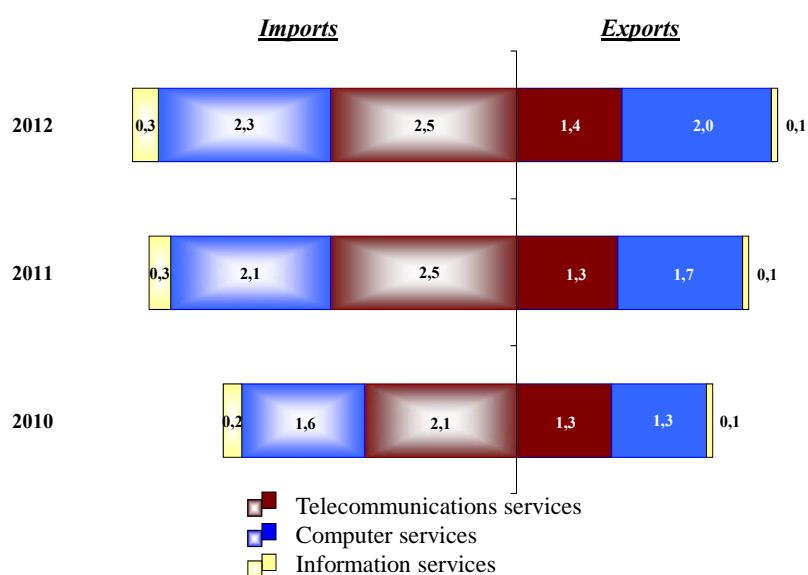 Imports Exports
2012 0,3 2,3 2,5 1,4 2,0 0,1
2011 0,3 2,1 2,5 1,3 1,7 0,1
2010 0,2 1,6 2,1 1,3 1,3 0,1
Telecommunications services
Computer services
Information services